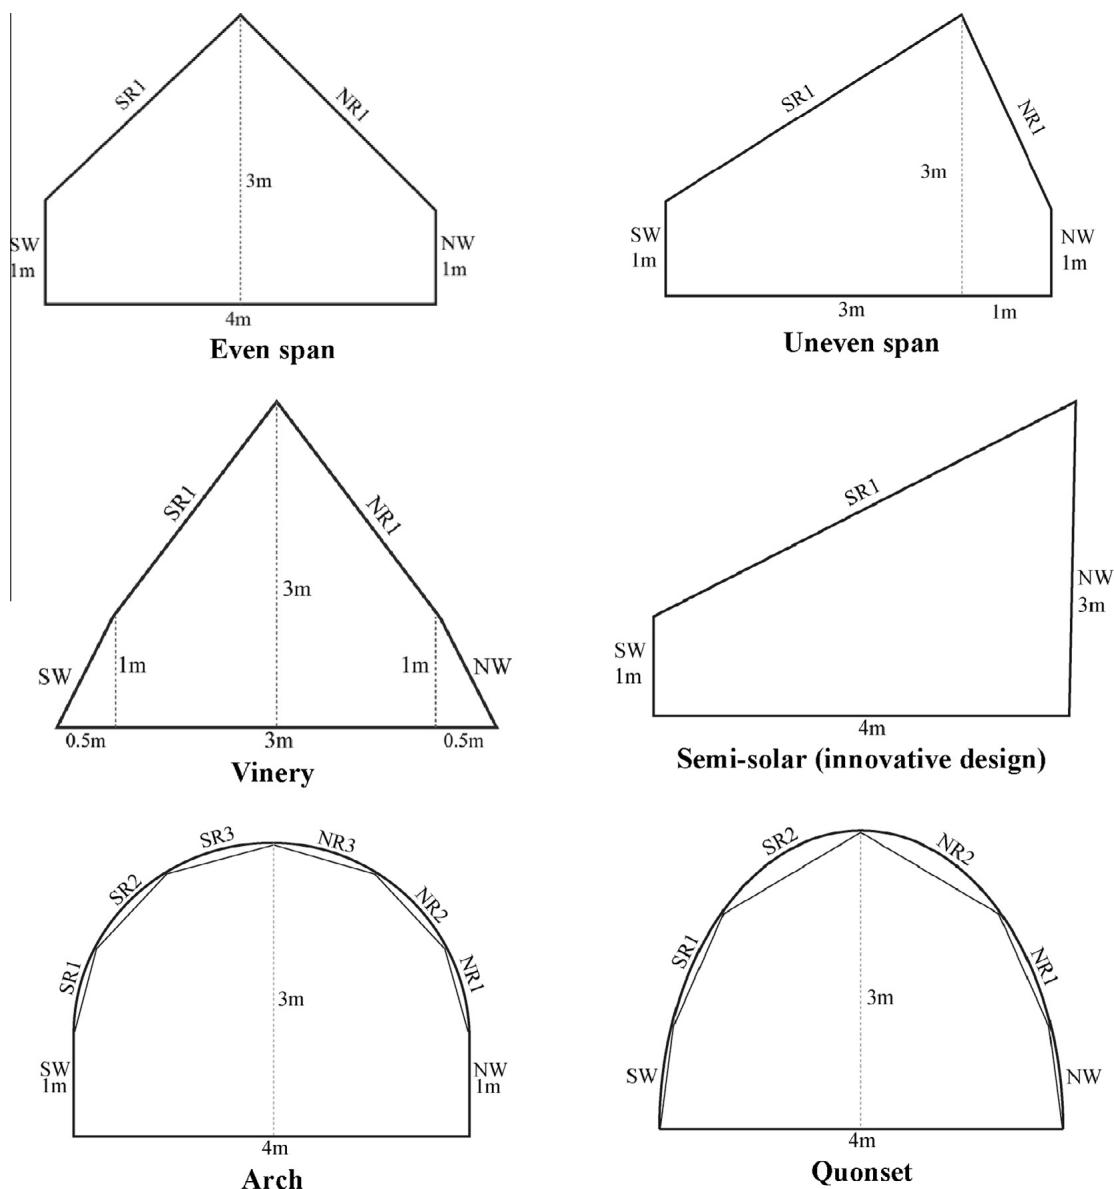 SR1
NR1
3m
SW
1m
NW
1m
4m
Even span
SR1
NR1
3m
SW
1m
NW
1m
3m
1m
Uneven span
SR1
NR1
3m
SW
1m
1m
NW
0.5m
3m
0.5m
Vinery
SR1
NW
3m
SW
1m
4m
Semi-solar (innovative design)
SR3
NR3
SR2
NR2
SR1
NR1
3m
SW
1m
NW
1m
4m
Arch
SR2
NR2
SR1
NR1
3m
SW
NW
4m
Quonset